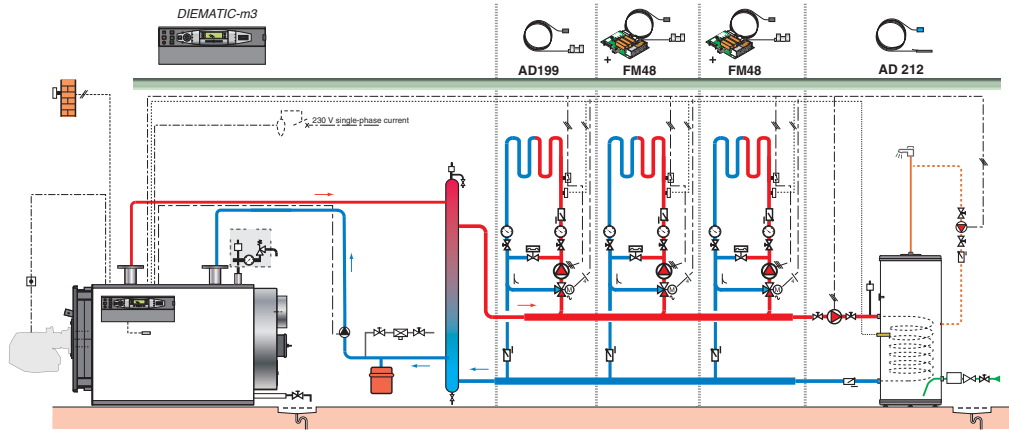 DIEMATIC-m3
AD199
+
FM48
+
FM48
AD 212
230 V single-phase current
M
M
M